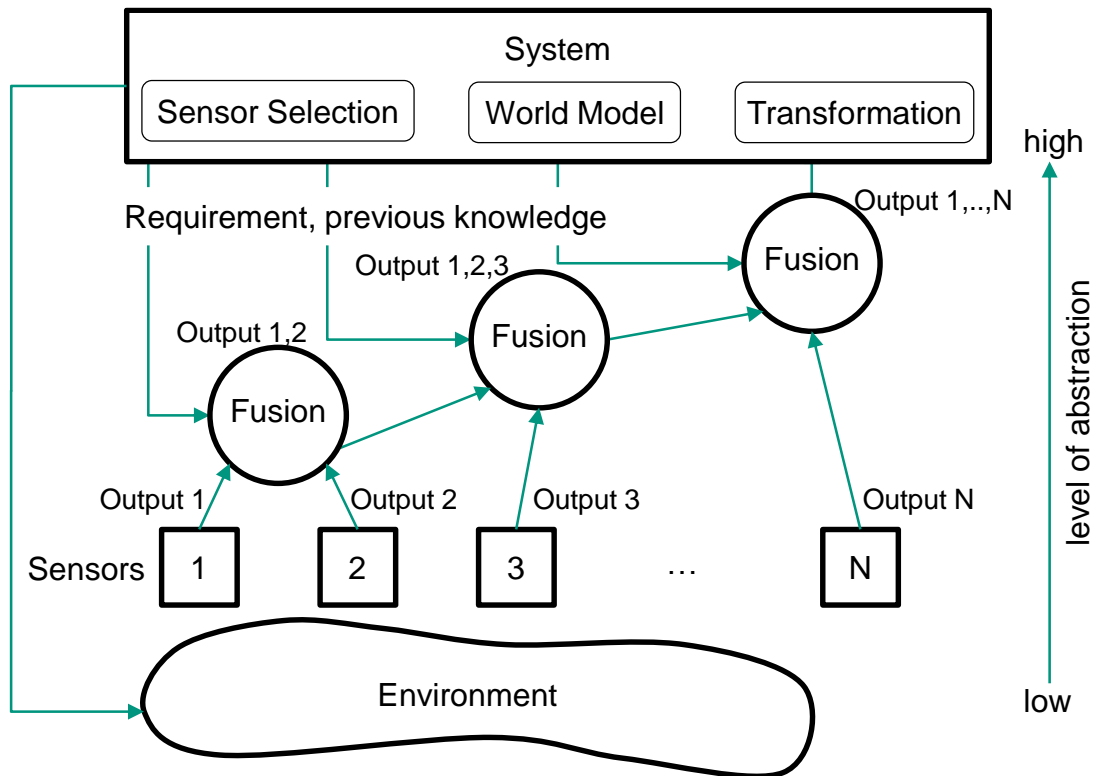 System
Sensor Selection
World Model
Transformation
high
Requirement, previous knowledge
Output 1,..,N
Fusion
Output 1,2,3
Fusion
Output 1,2
Fusion
level of abstraction
Output 1
Output 2
Output 3
Output N
Sensors
1
2
3
...
N
Environment
low